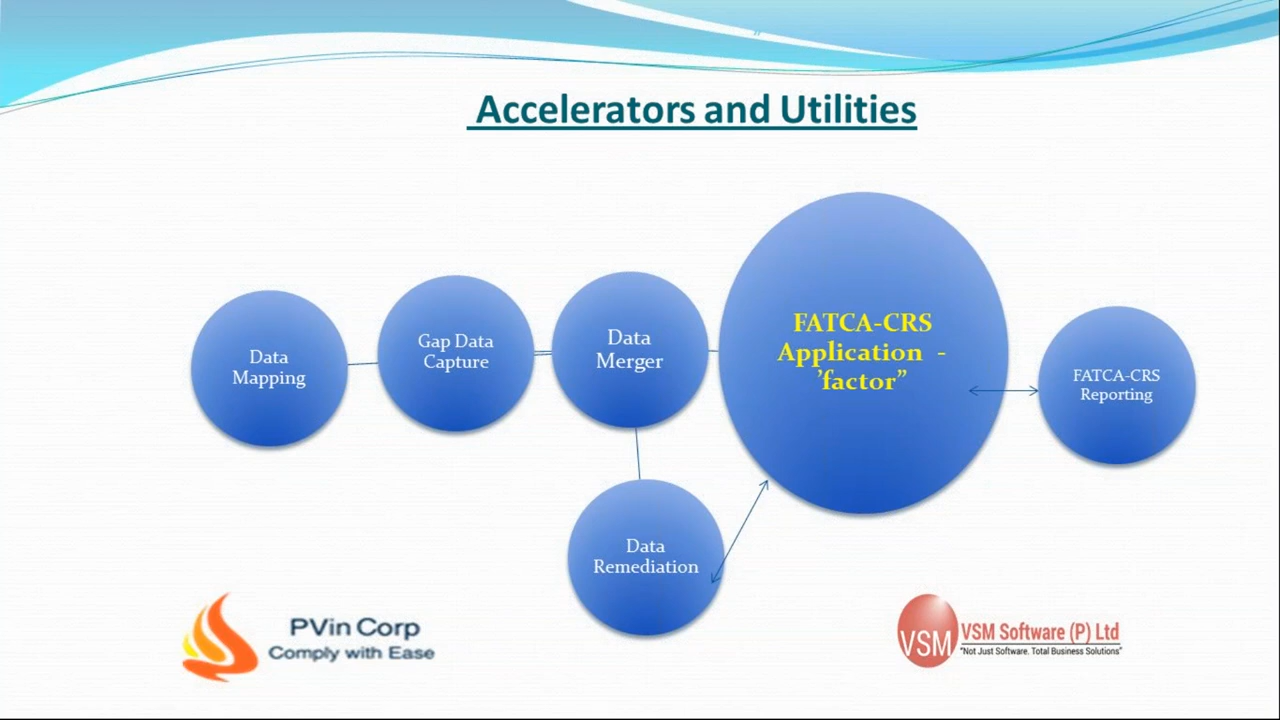 Accelerators and Utilities
Data
Mapping
Gap Data
Capture
Data
Merger
FATCA-CRS
Application -
’factor”
FATCA-CRS
Reporting
Data
Remediation
PVin Corp
Comply with Ease
VSM
VSM Software (P) Ltd
"Not Just Software. Total Business Solutions"